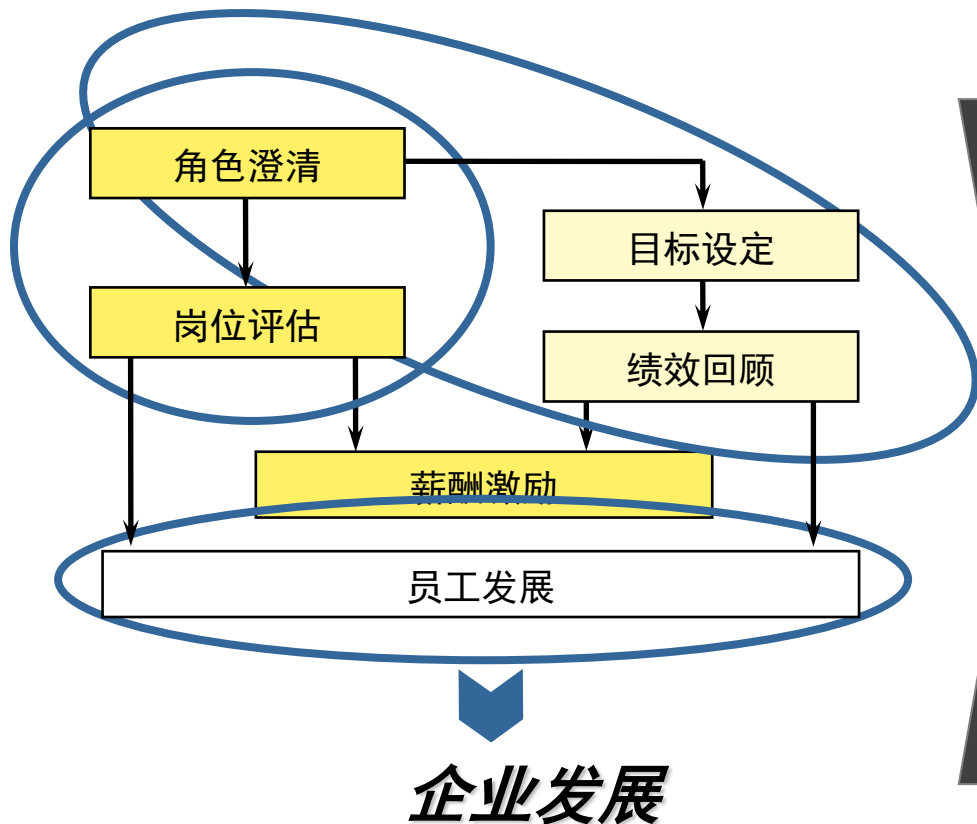 角色澄清
目标设定
岗位评估
绩效回顾
薪酬激励
员工发展
企业发展